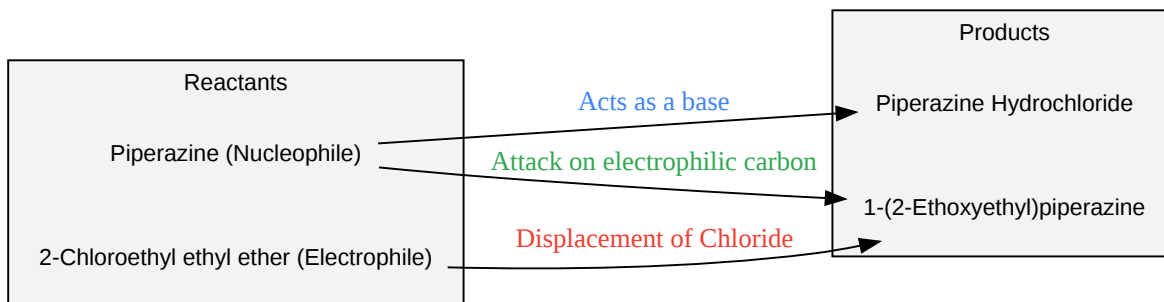 Reactants
Piperazine (Nucleophile)
2-Chloroethyl ethyl ether (Electrophile)
Acts as a base
Attack on electrophilic carbon
Displacement of Chloride
Products
Piperazine Hydrochloride
1-(2-Ethoxyethyl)piperazine